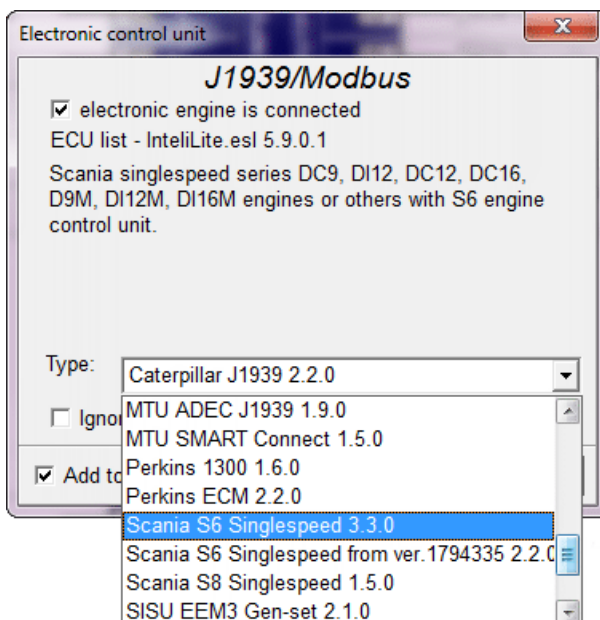 Electronic control unit
J1939/Modbus
electronic engine is connected
ECU list - InteliLite.esl 5.9.0.1
Scania singlespeed series DC9, DI12, DC12, DC16,
D9M, DI12M, DI16M engines or others with S6 engine
control unit.
Type:
Caterpillar J1939 2.2.0
MTU ADEC J1939 1.9.0
MTU SMART Connect 1.5.0
Perkins 1300 1.6.0
Perkins ECM 2.2.0
Scania S6 Singlespeed 3.3.0
Scania S6 Singlespeed from ver.1794335 2.2.0
Scania S8 Singlespeed 1.5.0
SISU EEM3 Gen-set 2.1.0
Add to